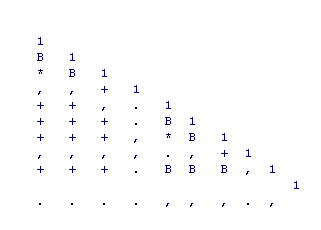 1
B 1
* B 1
, , + 1
+ + , . 1
+ + + . B 1
+ + + , * B 1
, , , , . , + 1
+ + + . B B B , 1
1
. . . . , , , . ,